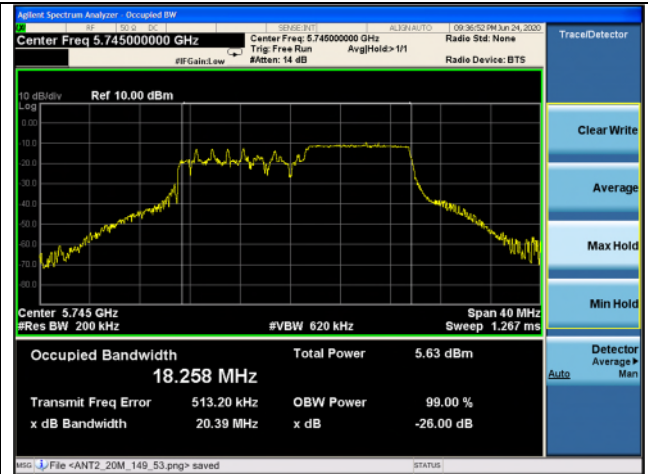 Agilent Spectrum Analyzer - Occupied BW
RF 50 Ω DC SENSE:INT ALIGNAUTO 09:36:52 PM Jun 24, 2020
Center Freq 5.745000000 GHz
Center Freq: 5.745000000 GHz
Radio Std: None
Trig: Free Run Avg|Hold:>1/1
#IFGain:Low #Atten: 14 dB Radio Device: BTS
Trace/Detector
10 dB/div Ref 10.00 dBm
Log
0.00
-10.0
-20.0
-30.0
-40.0
-50.0
-60.0
-70.0
-80.0
Clear Write
Average
Max Hold
Min Hold
Center 5.745 GHz Span 40 MHz
#Res BW 200 kHz #VBW 620 kHz Sweep 1.267 ms
Detector
Average▶
Auto Man
Occupied Bandwidth Total Power 5.63 dBm
18.258 MHz
Transmit Freq Error 513.20 kHz OBW Power 99.00 %
x dB Bandwidth 20.39 MHz x dB -26.00 dB
MSG File <ANT2_20M_149_53.png> saved STATUS